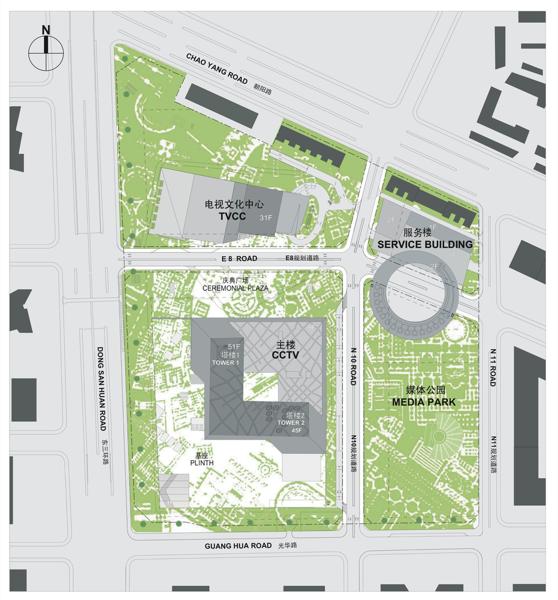 N
CHAO YANG ROAD 朝阳路
电视文化中心
TVCC
31F
服务楼
SERVICE BUILDING
E 8 ROAD E8规划道路
庆典广场
CEREMONIAL PLAZA
51F
塔楼1
TOWER 1
主楼
CCTV
塔楼2
TOWER 2
45F
基座
PLINTH
N 10 ROAD
N10规划道路
媒体公园
MEDIA PARK
N 11 ROAD
N11规划道路
DONG SAN HUAN ROAD 东三环路
GUANG HUA ROAD 光华路